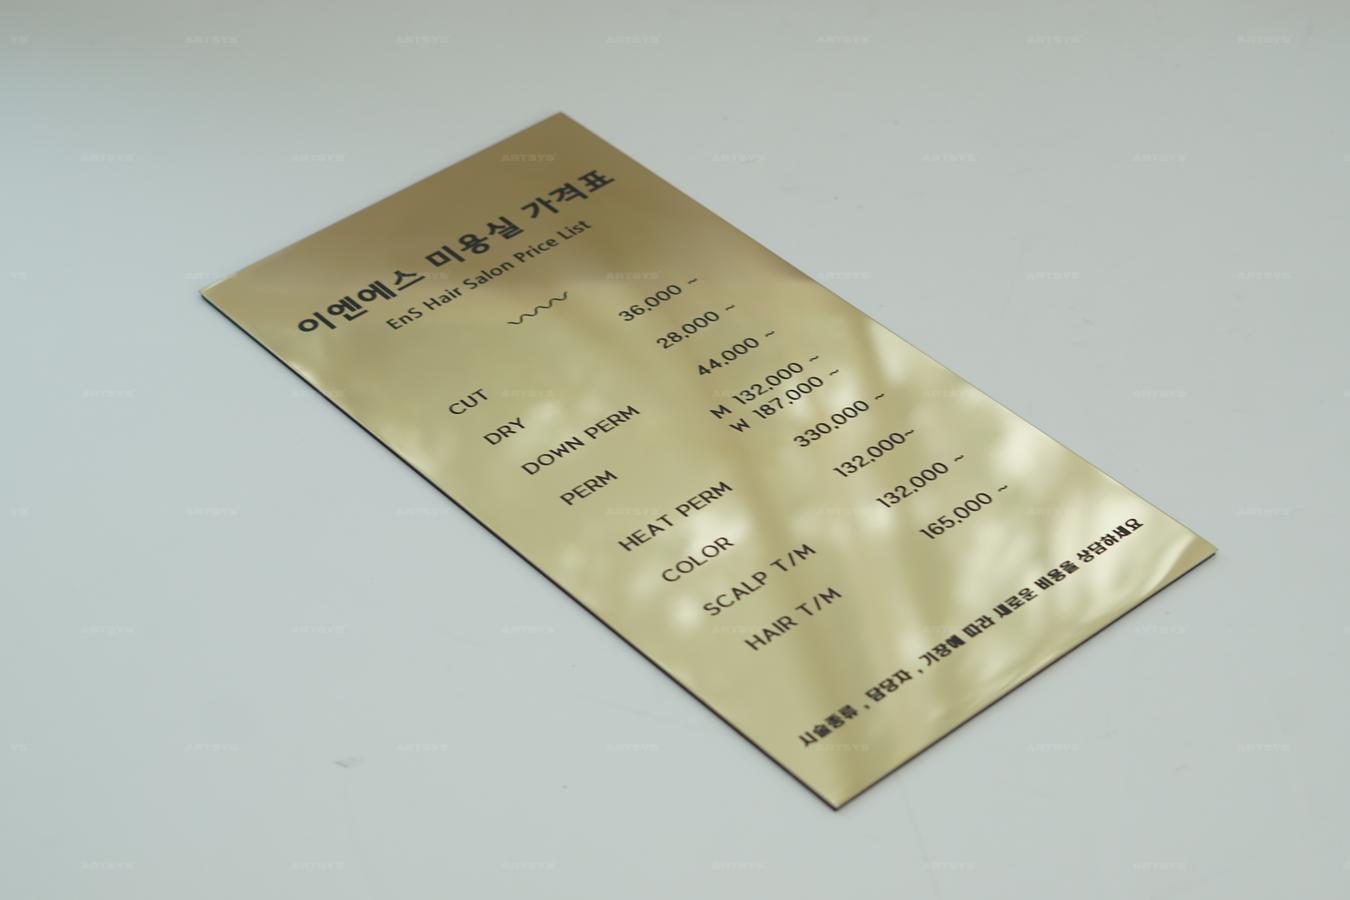 이엔에스 미용실 가격표
EnS Hair Salon Price List
CUT 36,000 ~
DRY 28,000 ~
DOWN PERM 44,000 ~
PERM M 132,000 ~
W 187,000 ~
HEAT PERM 330,000 ~
COLOR 132,000~
SCALP T/M 132,000 ~
HAIR T/M 165,000 ~
시술종류 , 담당자 , 기장에 따라 새로운 비용을 상담하세요
ARTSYS